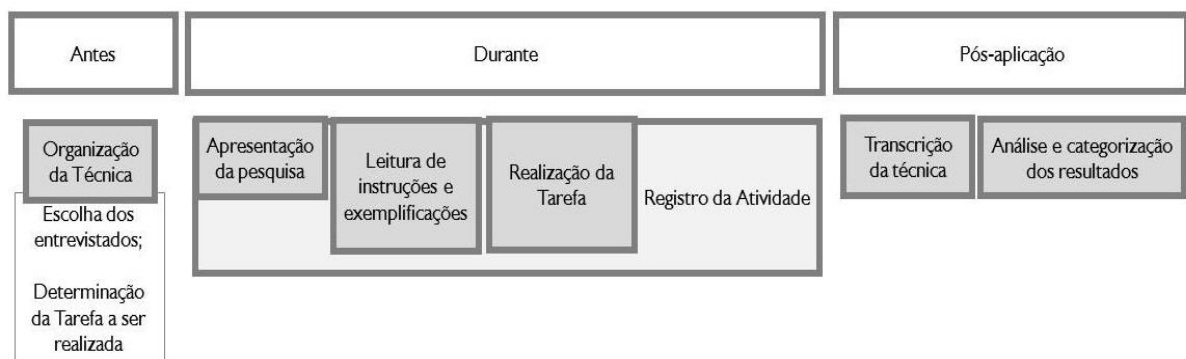 Antes
Durante
Pós-aplicação
Organização
da Técnica
Escolha dos
entrevistados;
Determinação
da Tarefa a ser
realizada
Apresentação
da pesquisa
Leitura de
instruções e
exemplificações
Realização da
Tarefa
Registro da Atividade
Transcrição
da técnica
Análise e categorização
dos resultados